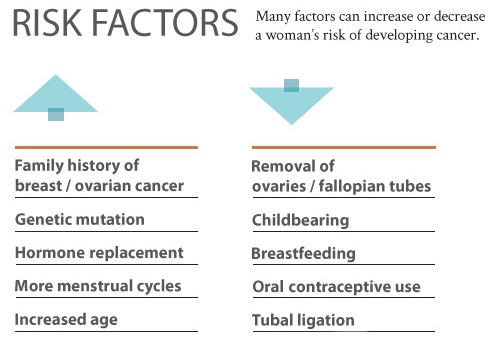 RISK FACTORS
Many factors can increase or decrease
a woman's risk of developing cancer.
Family history of
breast / ovarian cancer
Genetic mutation
Hormone replacement
More menstrual cycles
Increased age
Removal of
ovaries / fallopian tubes
Childbearing
Breastfeeding
Oral contraceptive use
Tubal ligation